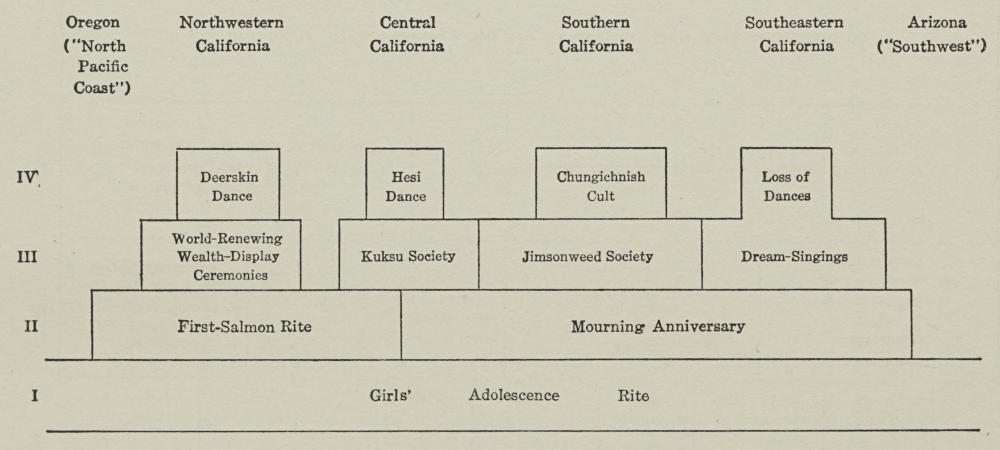 Oregon
("North
Pacific
Coast")
Northwestern
California
Central
California
Southern
California
Southeastern
California
Arizona
("Southwest")
IV
Deerskin
Dance
Hesi
Dance
Chungichnish
Cult
Loss of
Dances
III
World-Renewing
Wealth-Display
Ceremonies
Kuksu Society
Jimsonweed Society
Dream-Singings
II
First-Salmon Rite
Mourning Anniversary
I
Girls' Adolescence Rite